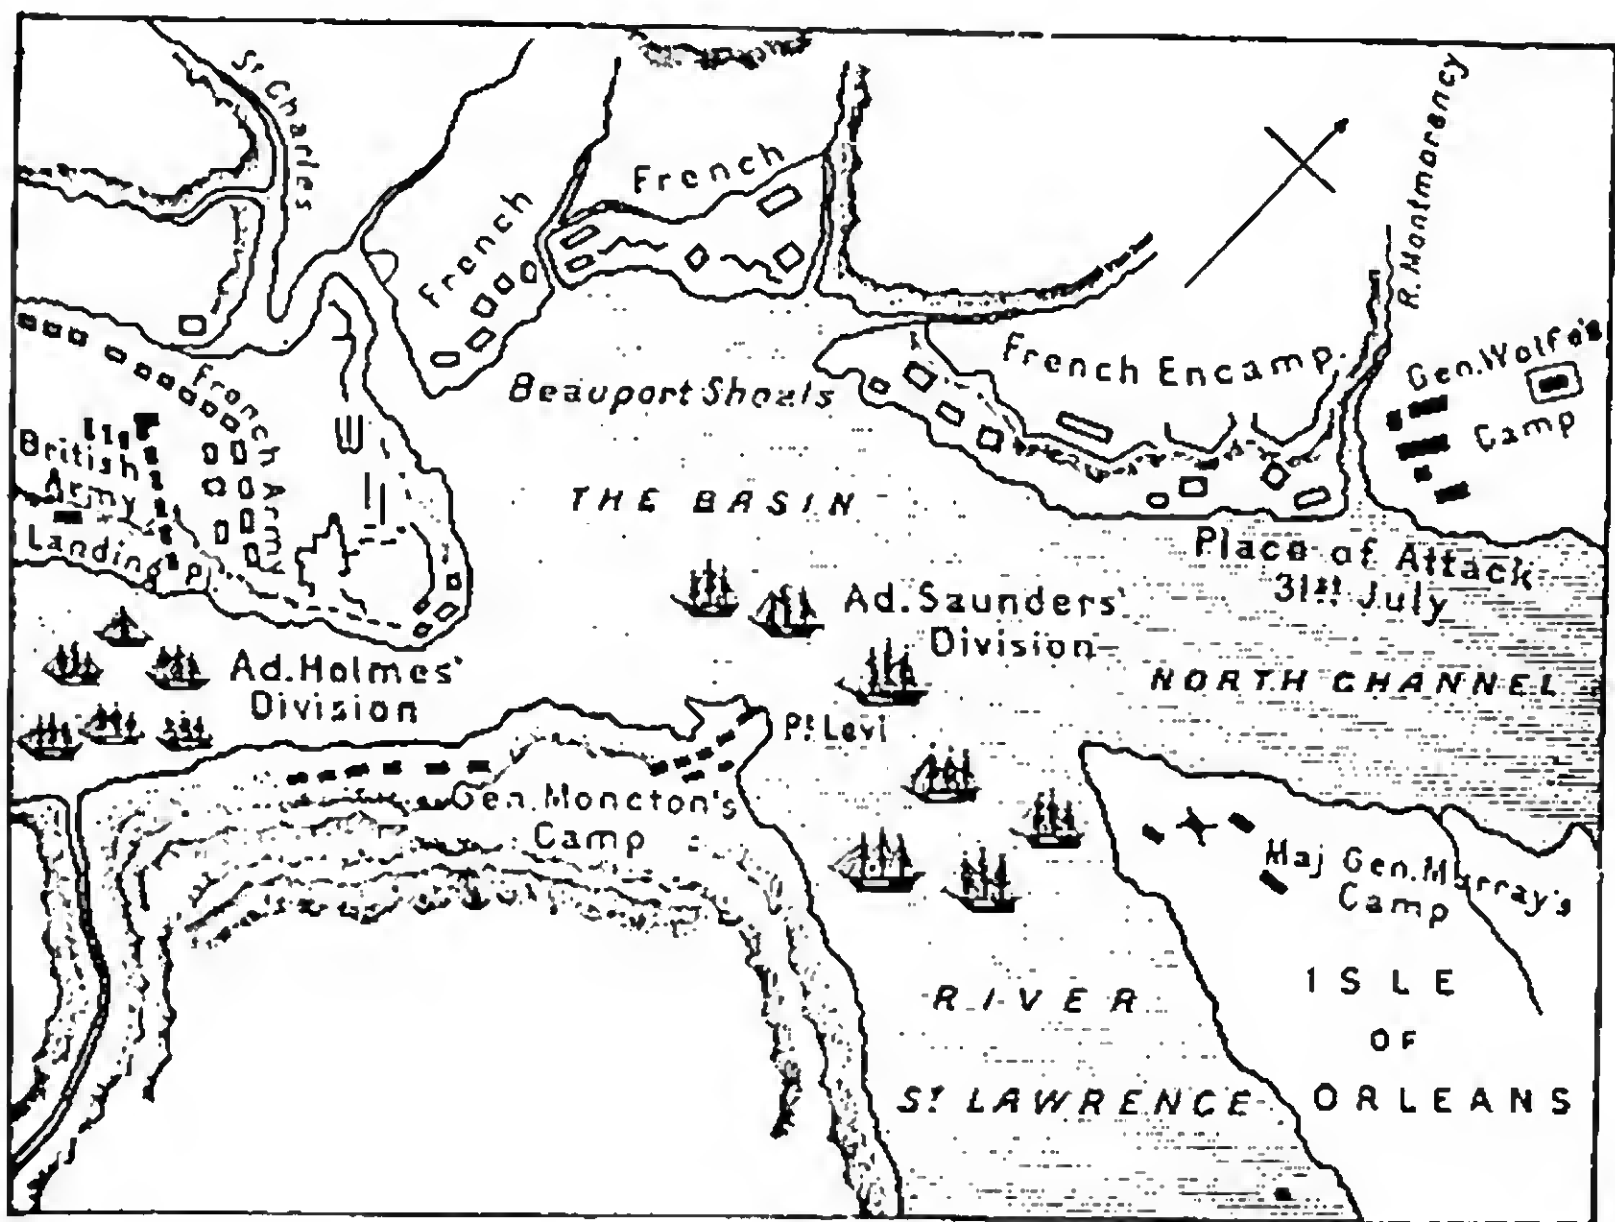 St Charles
R. Montmorency
French
French
French Encamp.
Gen. Wolfe's
Camp
Beauport Shoals
French Army
British
Army
Landing Pl
THE BASIN
Place of Attack
31st July
Ad. Saunders'
Division
NORTH CHANNEL
Ad. Holmes'
Division
Pt Levi
Gen. Moncton's
Camp
Maj Gen. Murray's
Camp
RIVER
ST LAWRENCE
ISLE
OF
ORLEANS